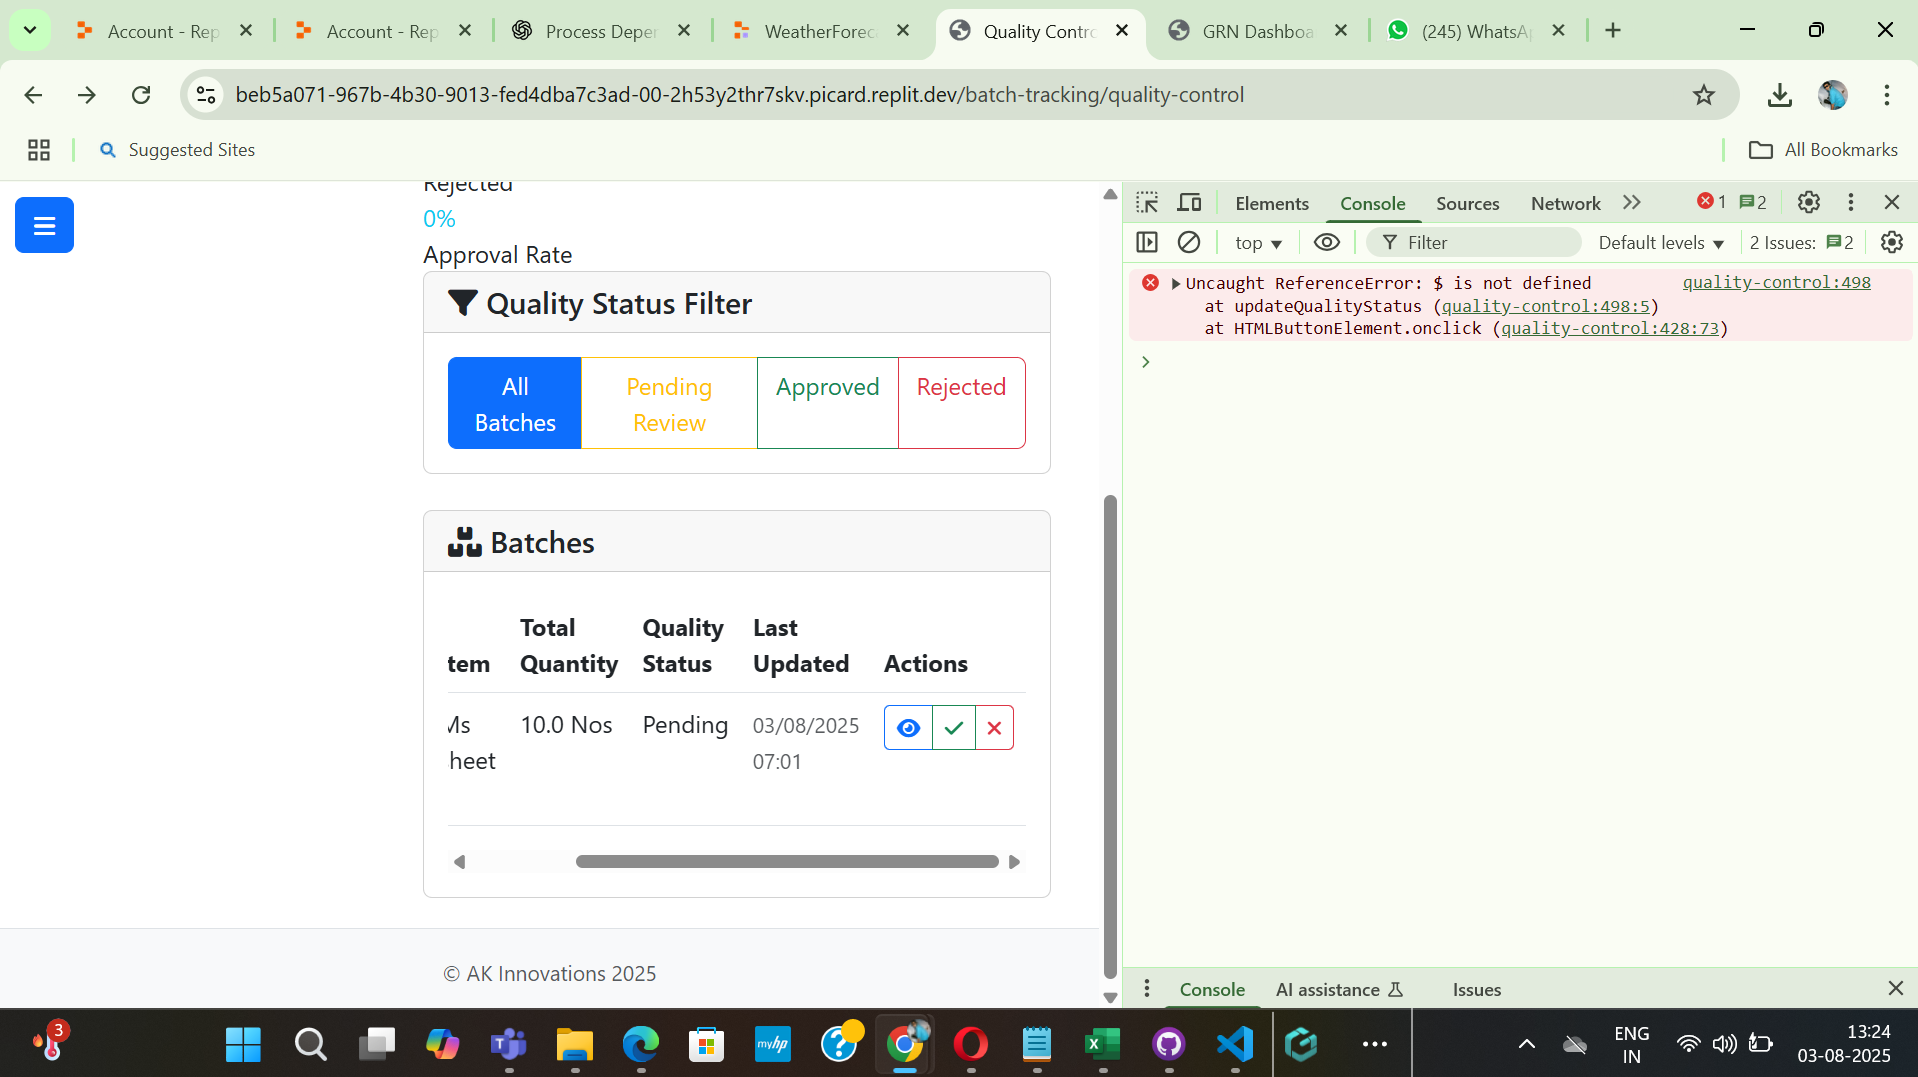 Account - Rep
Account - Rep
Process Deper
WeatherForeca
Quality Contro
GRN Dashboa
(245) WhatsAp
beb5a071-967b-4b30-9013-fed4dba7c3ad-00-2h53y2thr7skv.picard.replit.dev/batch-tracking/quality-control
Suggested Sites
All Bookmarks
Rejected
0%
Approval Rate
Quality Status Filter
All Batches
Pending Review
Approved
Rejected
Batches
tem
Total Quantity
Quality Status
Last Updated
Actions
Ms
heet
10.0 Nos
Pending
03/08/2025
07:01
© AK Innovations 2025
Elements
Console
Sources
Network
1
2
top
Filter
Default levels
2 Issues:
2
Uncaught ReferenceError: $ is not defined
quality-control:498
at updateQualityStatus (quality-control:498:5)
at HTMLButtonElement.onclick (quality-control:428:73)
Console
AI assistance
Issues
3
myhp
ENG
IN
13:24
03-08-2025